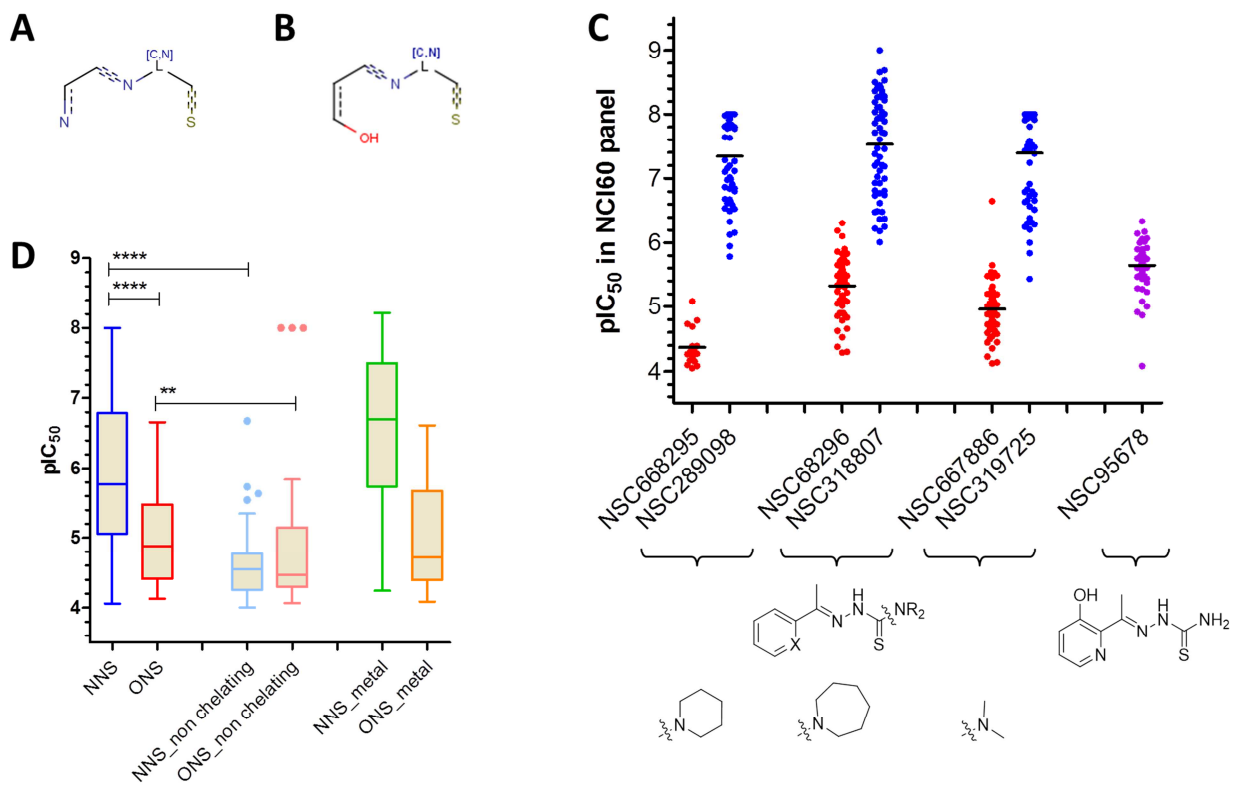 A
[C,N]
L
N
N
S
B
[C,N]
L
N
S
OH
C
pIC50 in NCI60 panel
9
8
7
6
5
4
NSC668295
NSC289098
NSC68296
NSC318807
NSC667886
NSC319725
NSC95678
H
N
N
NR2
X
S
OH
H
N
N
NH2
N
S
N
N
N
D
pIC50
9
8
7
6
5
4
****
****
**
NNS
ONS
NNS_non chelating
ONS_non chelating
NNS_metal
ONS_metal